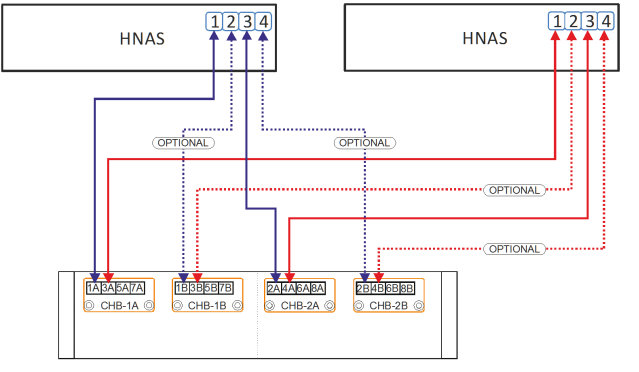 HNAS
1 2 3 4
HNAS
1 2 3 4
OPTIONAL
OPTIONAL
OPTIONAL
OPTIONAL
1A 3A 5A 7A
1B 3B 5B 7B
2A 4A 6A 8A
2B 4B 6B 8B
CHB-1A
CHB-1B
CHB-2A
CHB-2B